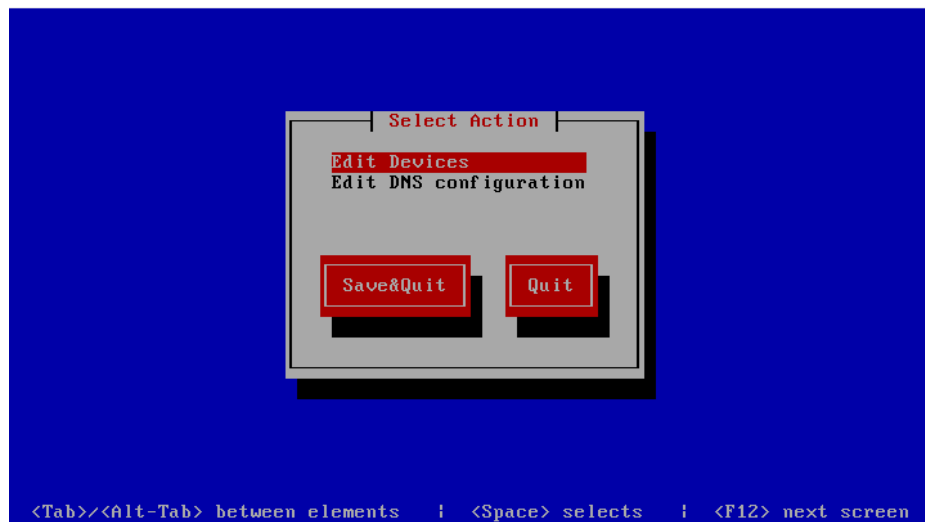 Select Action
Edit Devices
Edit DNS configuration
Save&Quit Quit
<Tab>/<Alt-Tab> between elements ¦ <Space> selects ¦ <F12> next screen